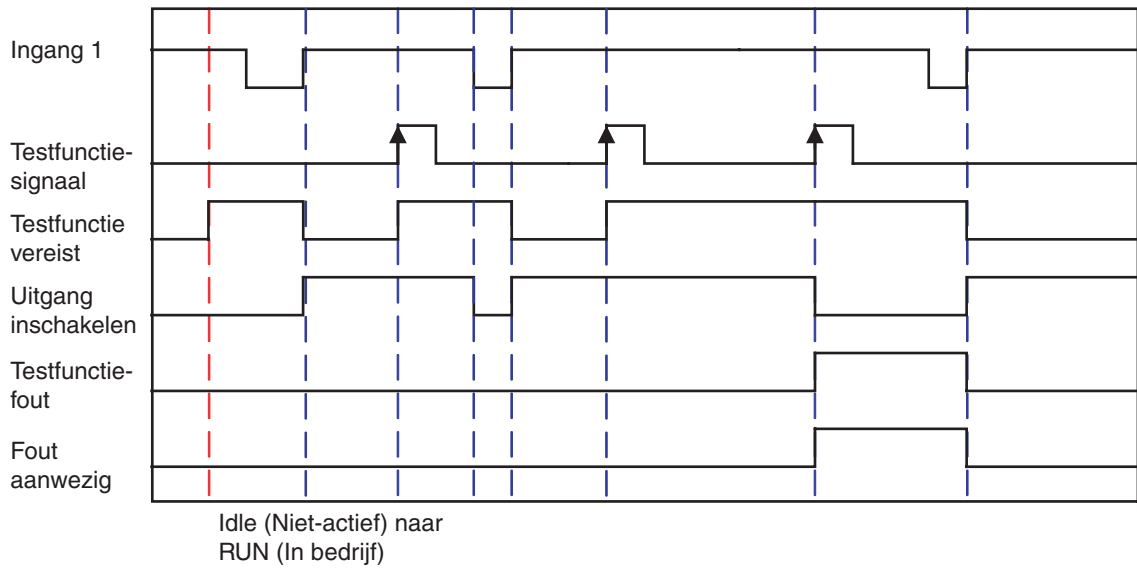 Ingang 1
Testfunctie-
signaal
Testfunctie
vereist
Uitgang
inschakelen
Testfunctie-
fout
Fout
aanwezig
Idle (Niet-actief) naar
RUN (In bedrijf)